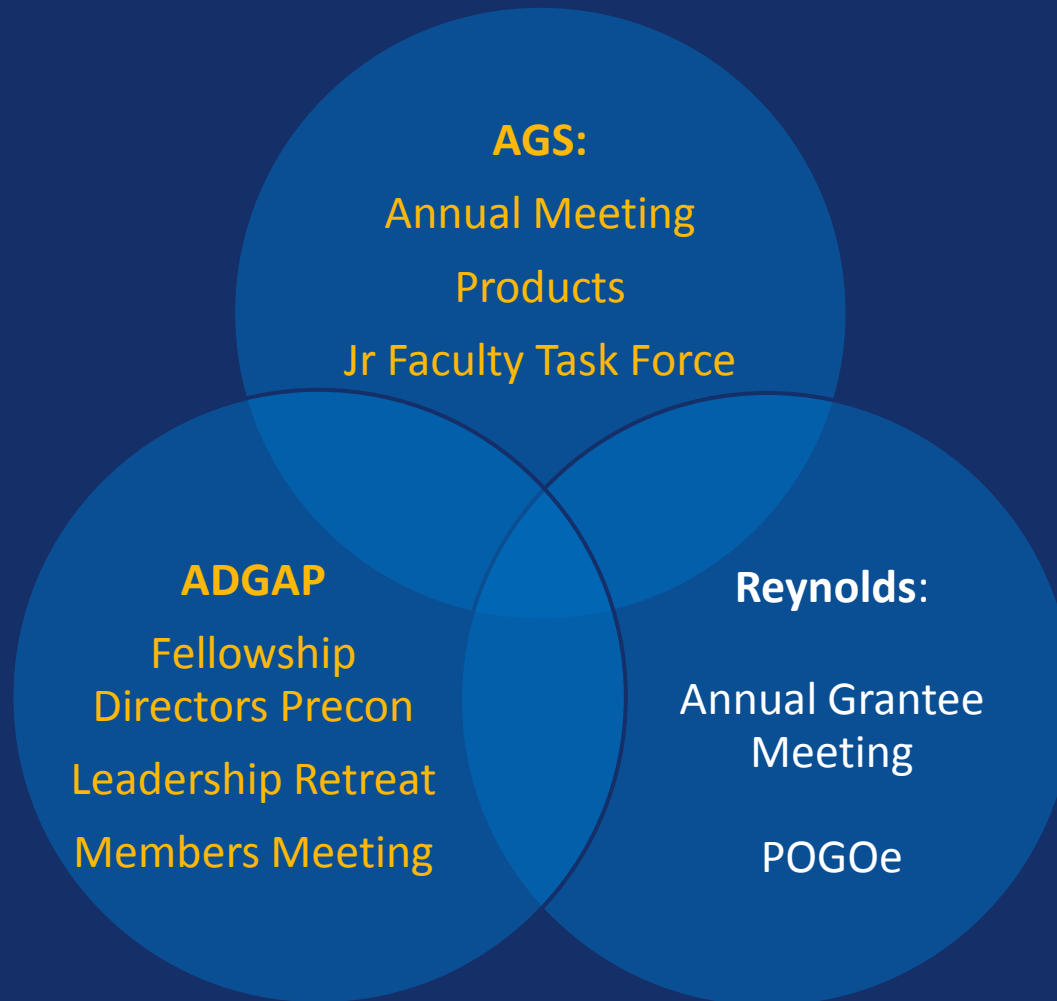 AGS:
Annual Meeting
Products
Jr Faculty Task Force
ADGAP
Fellowship
Directors Precon
Leadership Retreat
Members Meeting
Reynolds:
Annual Grantee
Meeting
POGOe